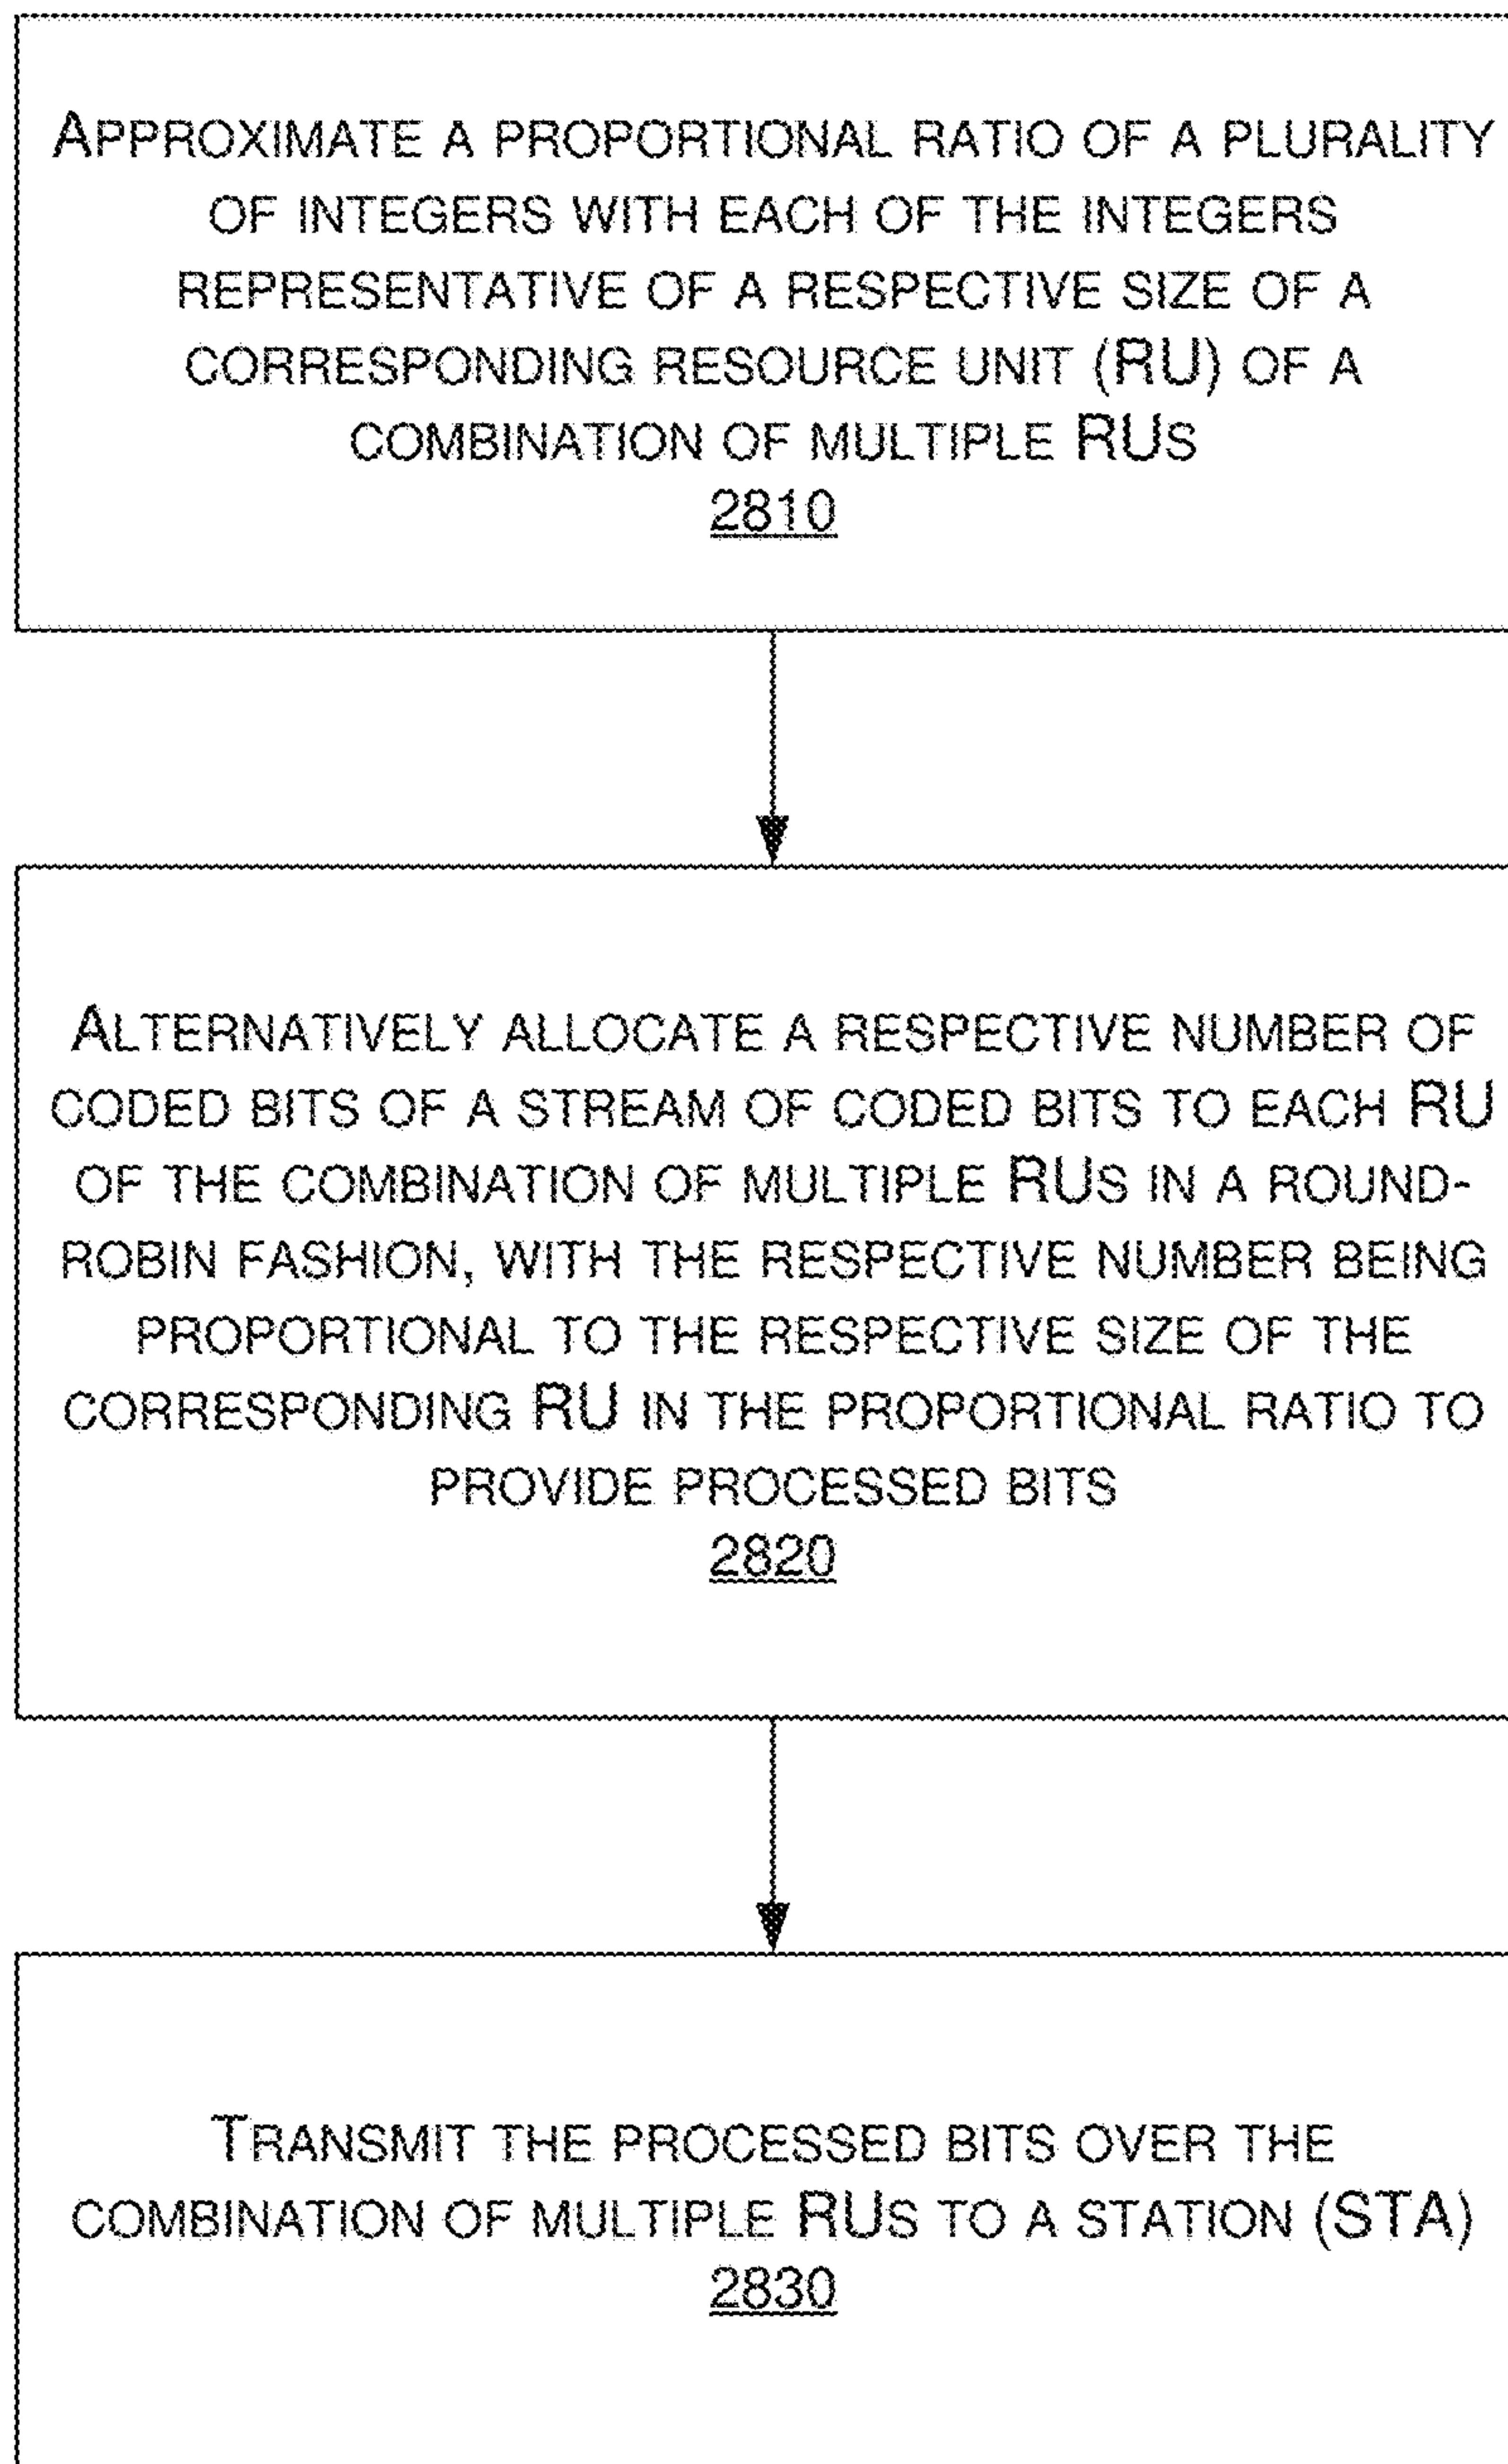 APPROXIMATE A PROPORTIONAL RATIO OF A PLURALITY
OF INTEGERS WITH EACH OF THE INTEGERS
REPRESENTATIVE OF A RESPECTIVE SIZE OF A
CORRESPONDING RESOURCE UNIT (RU) OF A
COMBINATION OF MULTIPLE RUS
2810
ALTERNATIVELY ALLOCATE A RESPECTIVE NUMBER OF
CODED BITS OF A STREAM OF CODED BITS TO EACH RU
OF THE COMBINATION OF MULTIPLE RUS IN A ROUND-
ROBIN FASHION, WITH THE RESPECTIVE NUMBER BEING
PROPORTIONAL TO THE RESPECTIVE SIZE OF THE
CORRESPONDING RU IN THE PROPORTIONAL RATIO TO
PROVIDE PROCESSED BITS
2820
TRANSMIT THE PROCESSED BITS OVER THE
COMBINATION OF MULTIPLE RUS TO A STATION (STA)
2830